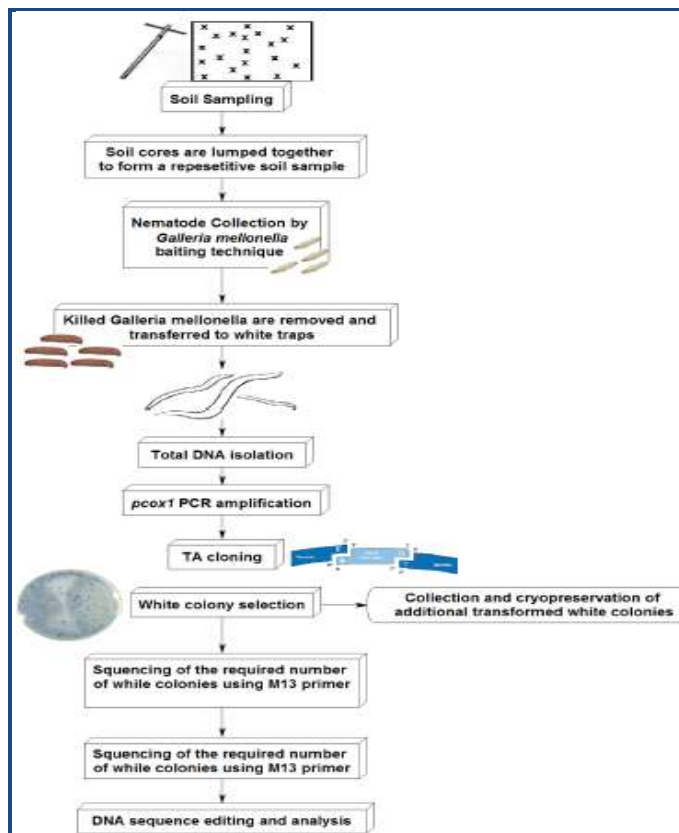 Soil Sampling
Soil cores are lumped together
to form a repesetitive soil sample
Nematode Collection by
Galleria mellonella
baiting technique
Killed Galleria mellonella are removed and
transferred to white traps
Total DNA isolation
pcox1 PCR amplification
TA cloning
White colony selection
Collection and cryopreservation of
additional transformed white colonies
Squencing of the required number
of while colonies using M13 primer
Squencing of the required number
of while colonies using M13 primer
DNA sequence editing and analysis